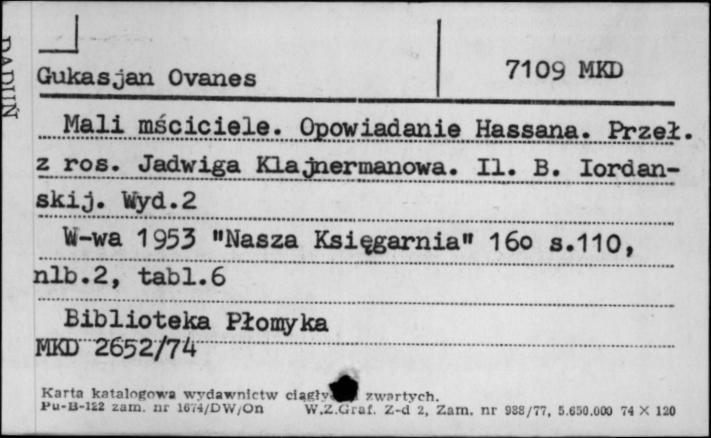 Gukasjan Ovanes
7109 MKD
Mali mściciele. Opowiadanie Hassana. Przeł.
z ros. Jadwiga Klajnermanowa. Il. B. Iordan-
skij. Wyd.2
W-wa 1953 "Nasza Księgarnia" 16o s.110,
nlb.2, tabl.6
Biblioteka Płomyka
MKD 2652/74
Karta katalogowa wydawnictw zwartych.
Pu-B-122 zam. nr 1674/DW/On W.Z.Graf. Z-d 2, Zam. nr 988/77, 5.650.000 74 X 120